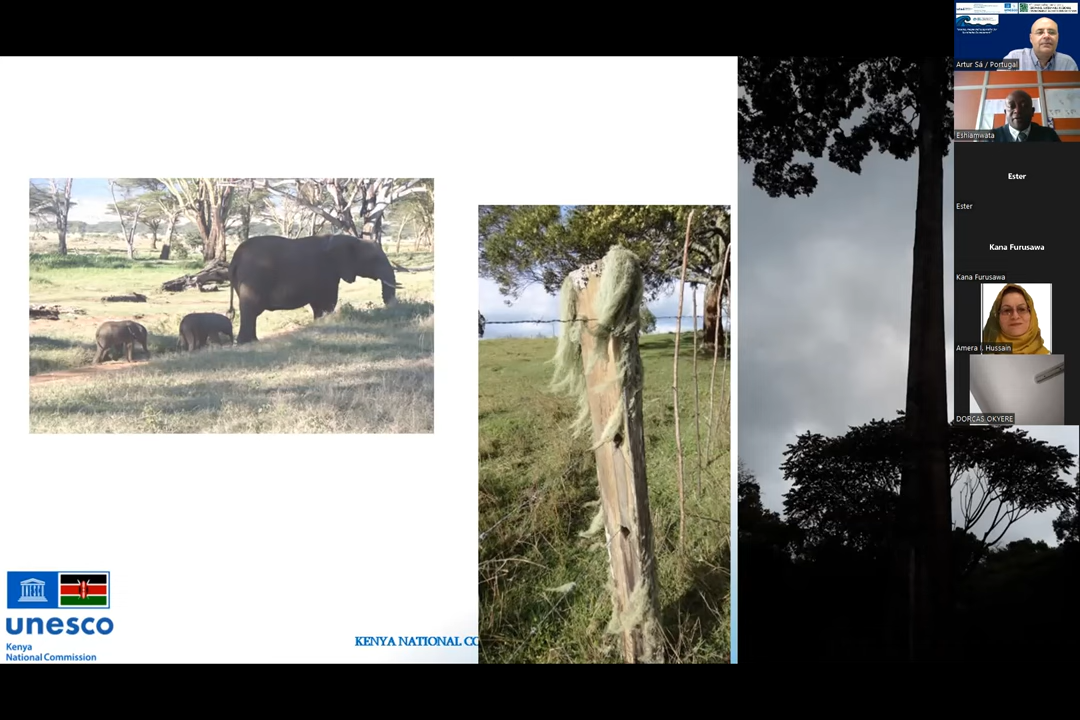 unesco
Kenya
National Commission
KENYA NATIONAL CO
Artur Sá / Portugal
Eshiamwata
Ester
Ester
Kana Furusawa
Kana Furusawa
Amera I. Hussain
DORCAS OKYERE